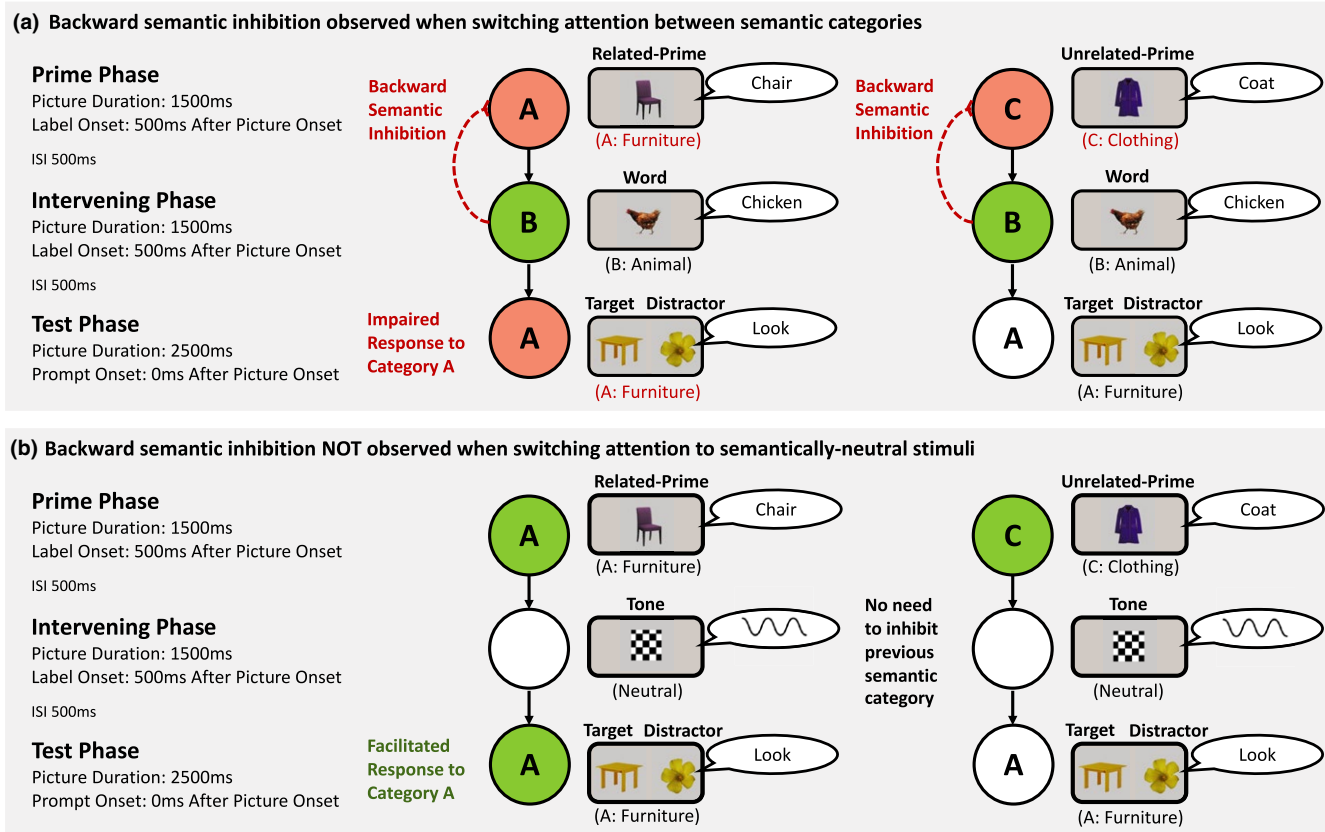 (a) Backward semantic inhibition observed when switching attention between semantic categories
Prime Phase
Picture Duration: 1500ms
Label Onset: 500ms After Picture Onset
ISI 500ms
Intervening Phase
Picture Duration: 1500ms
Label Onset: 500ms After Picture Onset
ISI 500ms
Test Phase
Picture Duration: 2500ms
Prompt Onset: 0ms After Picture Onset
Backward
Semantic
Inhibition
A
Related-Prime
Chair
(A: Furniture)
B
Word
Chicken
(B: Animal)
Impaired
Response to
Category A
A
Target Distractor
Look
(A: Furniture)
Backward
Semantic
Inhibition
C
Unrelated-Prime
Coat
(C: Clothing)
B
Word
Chicken
(B: Animal)
A
Target Distractor
Look
(A: Furniture)
(b) Backward semantic inhibition NOT observed when switching attention to semantically-neutral stimuli
Prime Phase
Picture Duration: 1500ms
Label Onset: 500ms After Picture Onset
ISI 500ms
Intervening Phase
Picture Duration: 1500ms
Label Onset: 500ms After Picture Onset
ISI 500ms
Test Phase
Picture Duration: 2500ms
Prompt Onset: 0ms After Picture Onset
A
Related-Prime
Chair
(A: Furniture)
Tone
(Neutral)
Facilitated
Response to
Category A
A
Target Distractor
Look
(A: Furniture)
No need
to inhibit
previous
semantic
category
C
Unrelated-Prime
Coat
(C: Clothing)
Tone
(Neutral)
A
Target Distractor
Look
(A: Furniture)